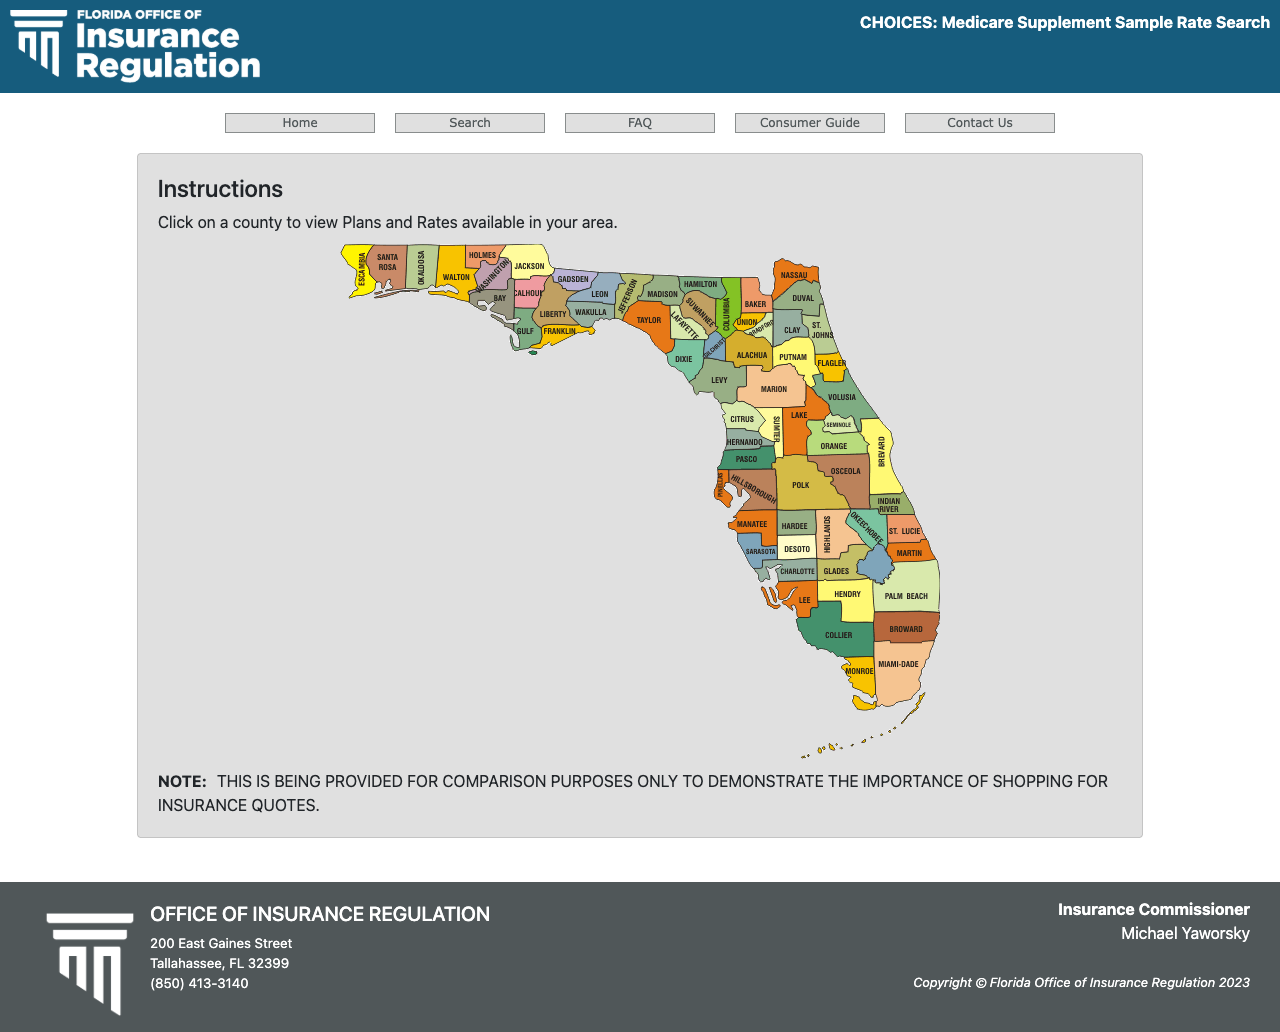 FLORIDA OFFICE OF
Insurance
Regulation
CHOICES: Medicare Supplement Sample Rate Search
Home
Search
FAQ
Consumer Guide
Contact Us
Instructions
Click on a county to view Plans and Rates available in your area.
ESCAMBIA
SANTA
ROSA
OKALOOSA
WALTON
HOLMES
WASHINGTON
JACKSON
BAY
CALHOU
GULF
LIBERTY
GADSDEN
FRANKLIN
LEON
WAKULLA
JEFFERSON
MADISON
TAYLOR
HAMILTON
SUWANNEE
LAFAYETTE
COLUMBIA
BAKER
NASSAU
DUVAL
UNION
BRADFORD
CLAY
ST.
JOHNS
DIXIE
GILCHRIST
ALACHUA
PUTNAM
FLAGLER
LEVY
MARION
VOLUSIA
CITRUS
SUMTER
LAKE
SEMINOLE
HERNANDO
ORANGE
BREVARD
PASCO
PINELLAS
HILLSBOROUGH
POLK
OSCEOLA
INDIAN
RIVER
MANATEE
HARDEE
HIGHLANDS
OKEECHOBEE
ST. LUCIE
SARASOTA
DESOTO
MARTIN
CHARLOTTE
GLADES
LEE
HENDRY
PALM BEACH
COLLIER
BROWARD
MONROE
MIAMI-DADE
NOTE: THIS IS BEING PROVIDED FOR COMPARISON PURPOSES ONLY TO DEMONSTRATE THE IMPORTANCE OF SHOPPING FOR
INSURANCE QUOTES.
OFFICE OF INSURANCE REGULATION
200 East Gaines Street
Tallahassee, FL 32399
(850) 413-3140
Insurance Commissioner
Michael Yaworsky
Copyright © Florida Office of Insurance Regulation 2023